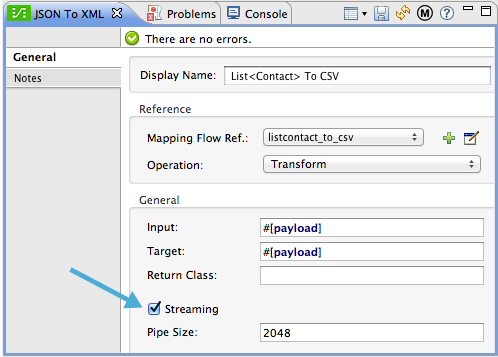 JSON To XML Problems Console
There are no errors.
General
Notes
Display Name: List<Contact> To CSV
Reference
Mapping Flow Ref.: listcontact_to_csv
Operation: Transform
General
Input: #[payload]
Target: #[payload]
Return Class:
Streaming
Pipe Size: 2048